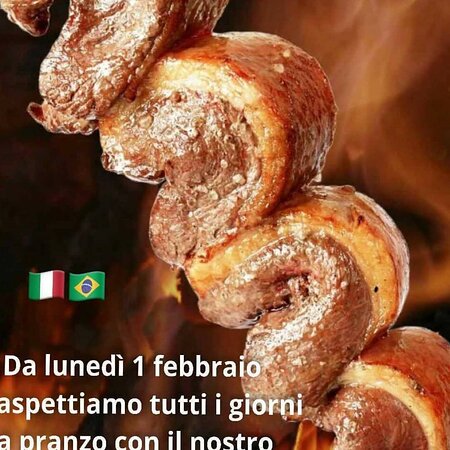 Da lunedì 1 febbraio
aspettiamo tutti i giorni
a pranzo con il nostro